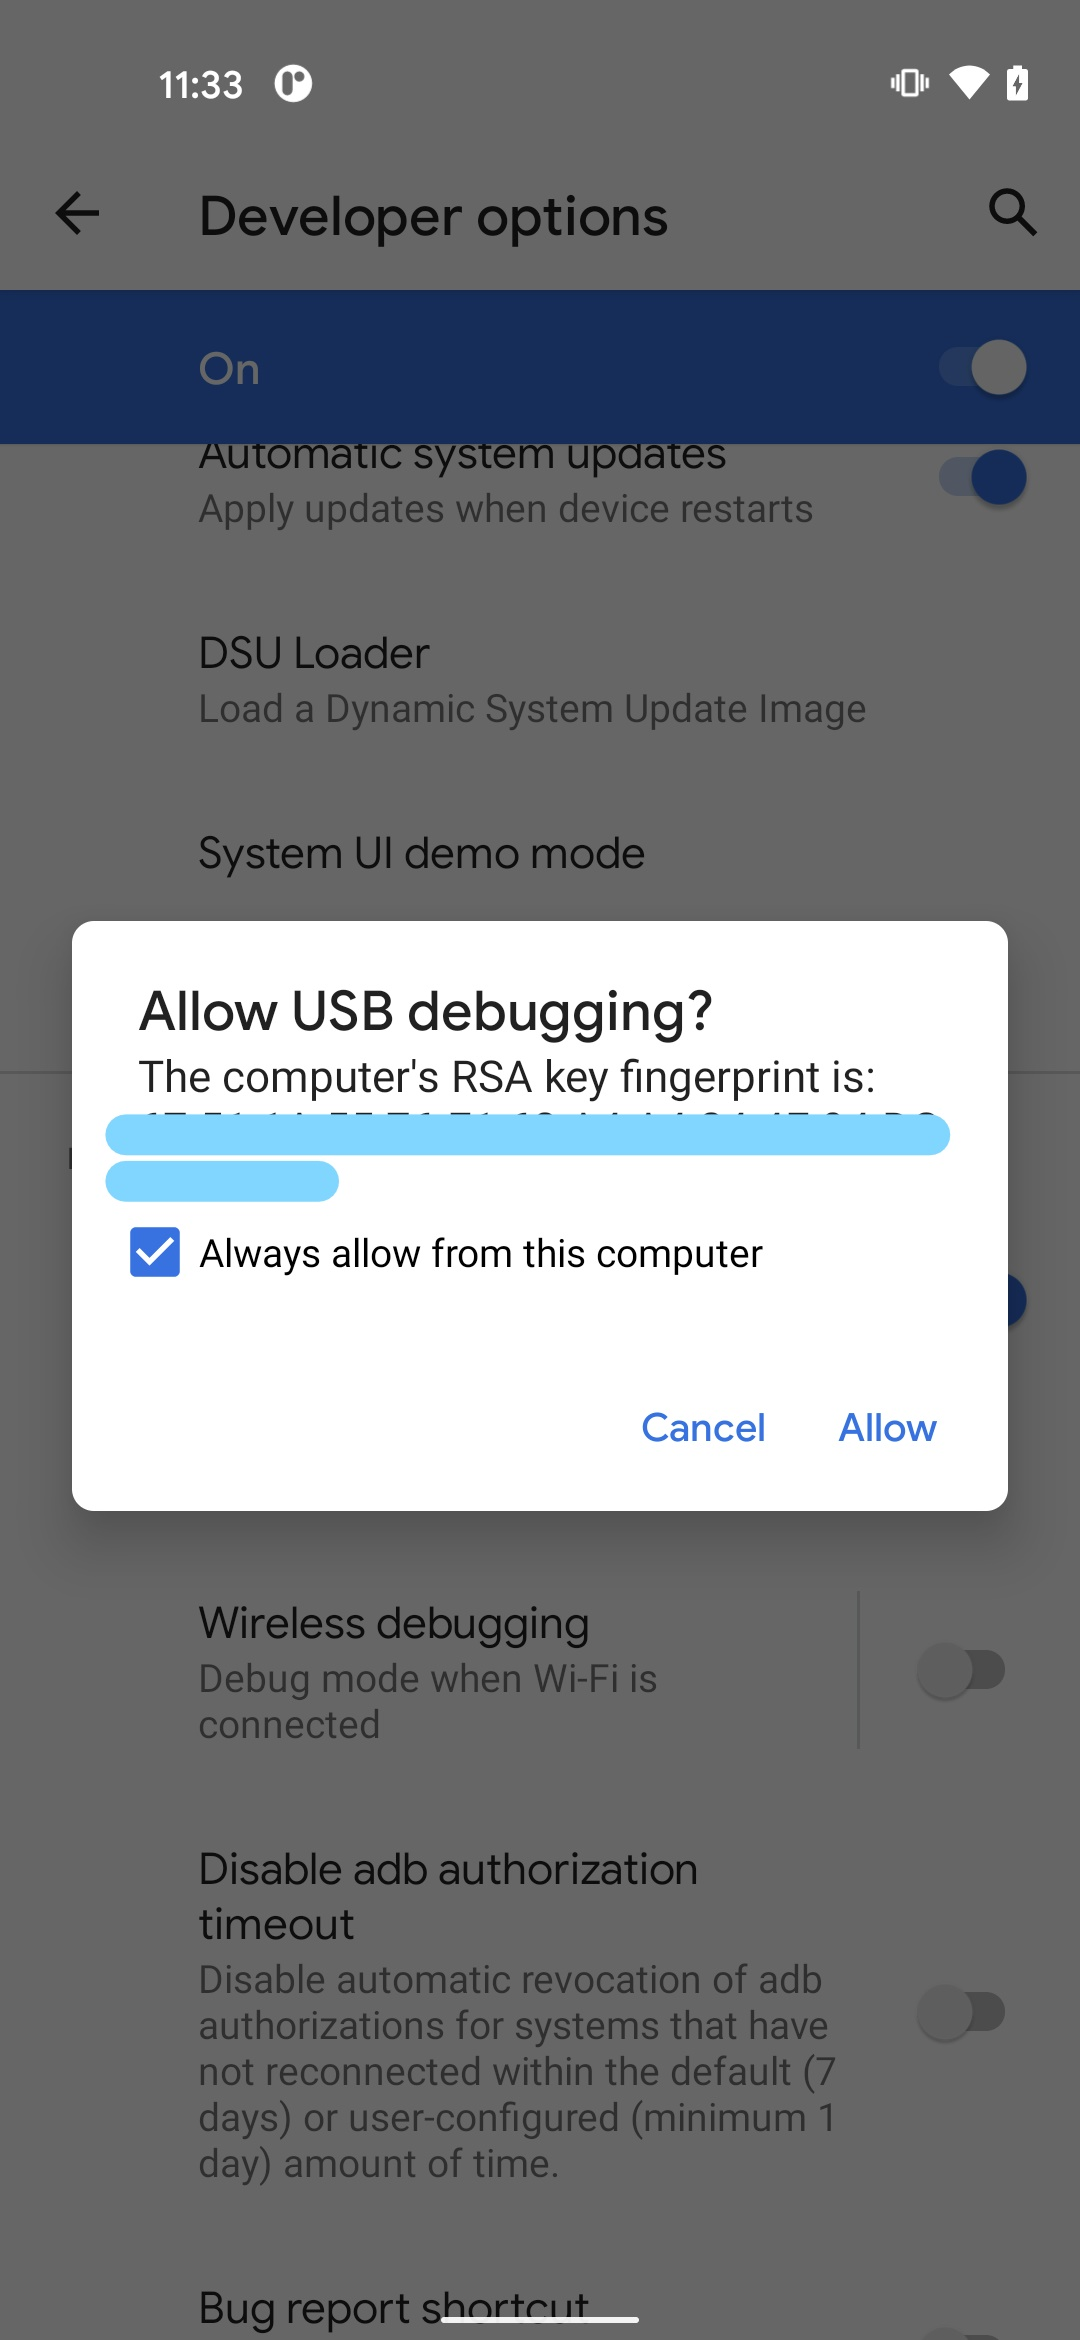 11:33
Developer options
On
Automatic system updates
Apply updates when device restarts
DSU Loader
Load a Dynamic System Update Image
System UI demo mode
Allow USB debugging?
The computer's RSA key fingerprint is:
Always allow from this computer
Cancel
Allow
Wireless debugging
Debug mode when Wi-Fi is
connected
Disable adb authorization
timeout
Disable automatic revocation of adb
authorizations for systems that have
not reconnected within the default (7
days) or user-configured (minimum 1
day) amount of time.
Bug report shortcut